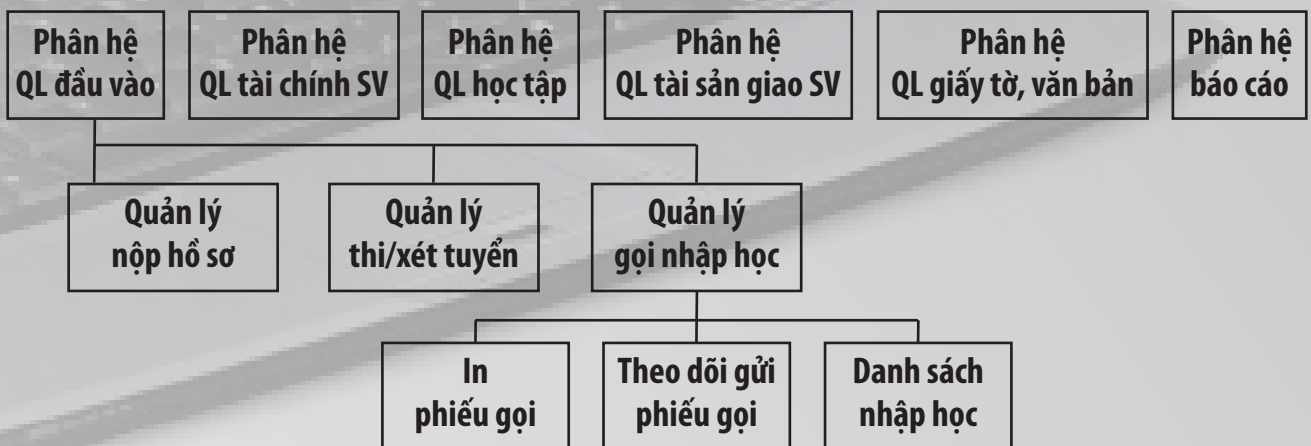 Phân hệ
QL đầu vào
Phân hệ
QL tài chính SV
Phân hệ
QL học tập
Phân hệ
QL tài sản giao SV
Phân hệ
QL giấy tờ, văn bản
Phân hệ
báo cáo
Quản lý
nộp hồ sơ
Quản lý
thi/xét tuyển
Quản lý
gọi nhập học
In
phiếu gọi
Theo dõi gửi
phiếu gọi
Danh sách
nhập học